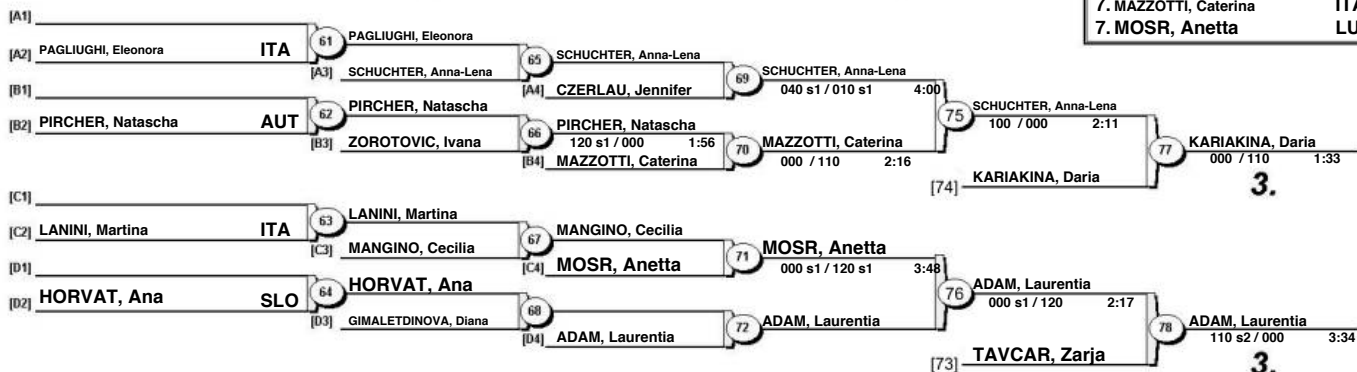 7. MAZZOTTI, Caterina ITA
7. MOSR, Anetta LU
[A1]
[A2] PAGLIUGHI, Eleonora ITA
61
PAGLIUGHI, Eleonora
[A3] SCHUCHTER, Anna-Lena
65
SCHUCHTER, Anna-Lena
[A4] CZERLAU, Jennifer
69
SCHUCHTER, Anna-Lena
040 s1 / 010 s1 4:00
[B1]
[B2] PIRCHER, Natascha AUT
62
PIRCHER, Natascha
[B3] ZOROTOVIC, Ivana
66
PIRCHER, Natascha
120 s1 / 000 1:56
[B4] MAZZOTTI, Caterina
70
MAZZOTTI, Caterina
000 / 110 2:16
75
SCHUCHTER, Anna-Lena
100 / 000 2:11
[74] KARIAKINA, Daria
77
KARIAKINA, Daria
000 / 110 1:33
3.
[C1]
[C2] LANINI, Martina ITA
63
LANINI, Martina
[C3] MANGINO, Cecilia
67
MANGINO, Cecilia
[C4] MOSR, Anetta
71
MOSR, Anetta
000 s1 / 120 s1 3:48
[D1]
[D2] HORVAT, Ana SLO
64
HORVAT, Ana
[D3] GIMALETDINOVA, Diana
68
[D4] ADAM, Laurentia
72
ADAM, Laurentia
76
ADAM, Laurentia
000 s1 / 120 2:17
[73] TAVCAR, Zarja
78
ADAM, Laurentia
110 s2 / 000 3:34
3.